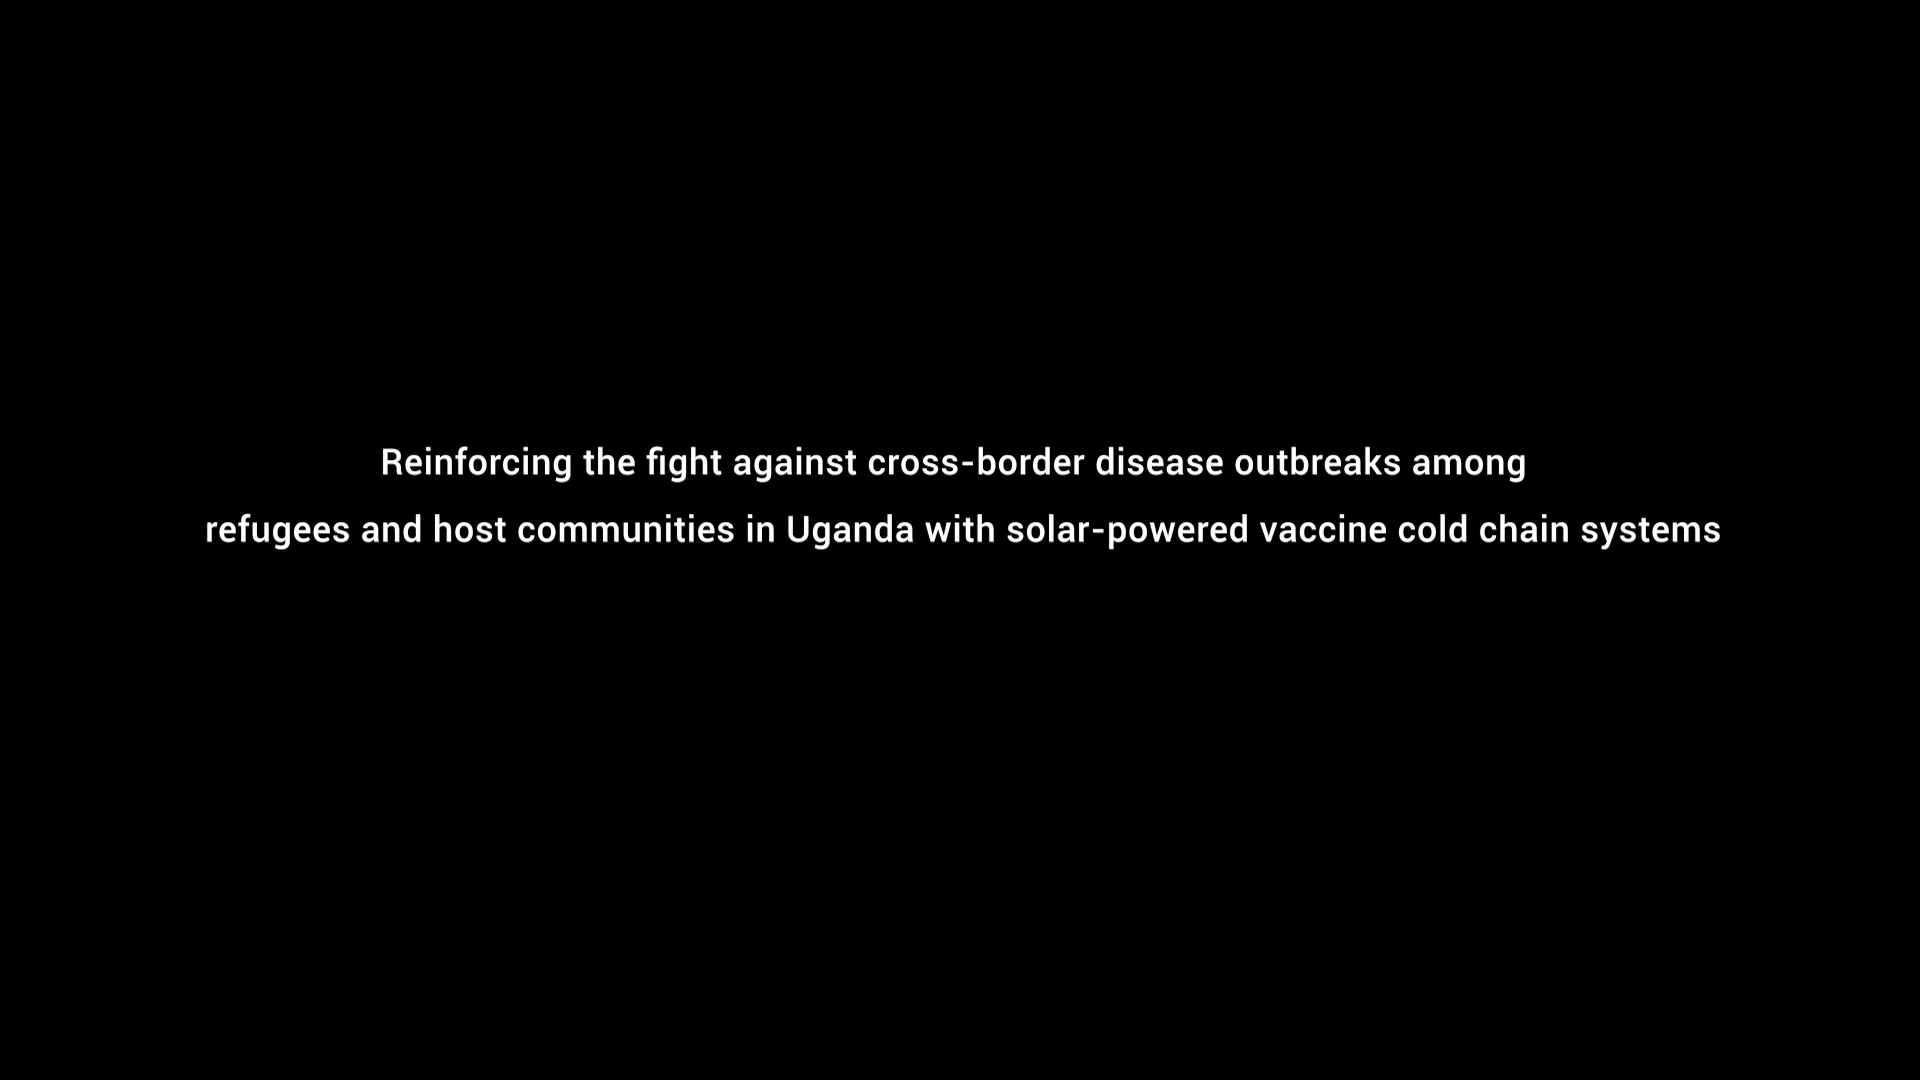 Reinforcing the fight against cross-border disease outbreaks among
refugees and host communities in Uganda with solar-powered vaccine cold chain systems